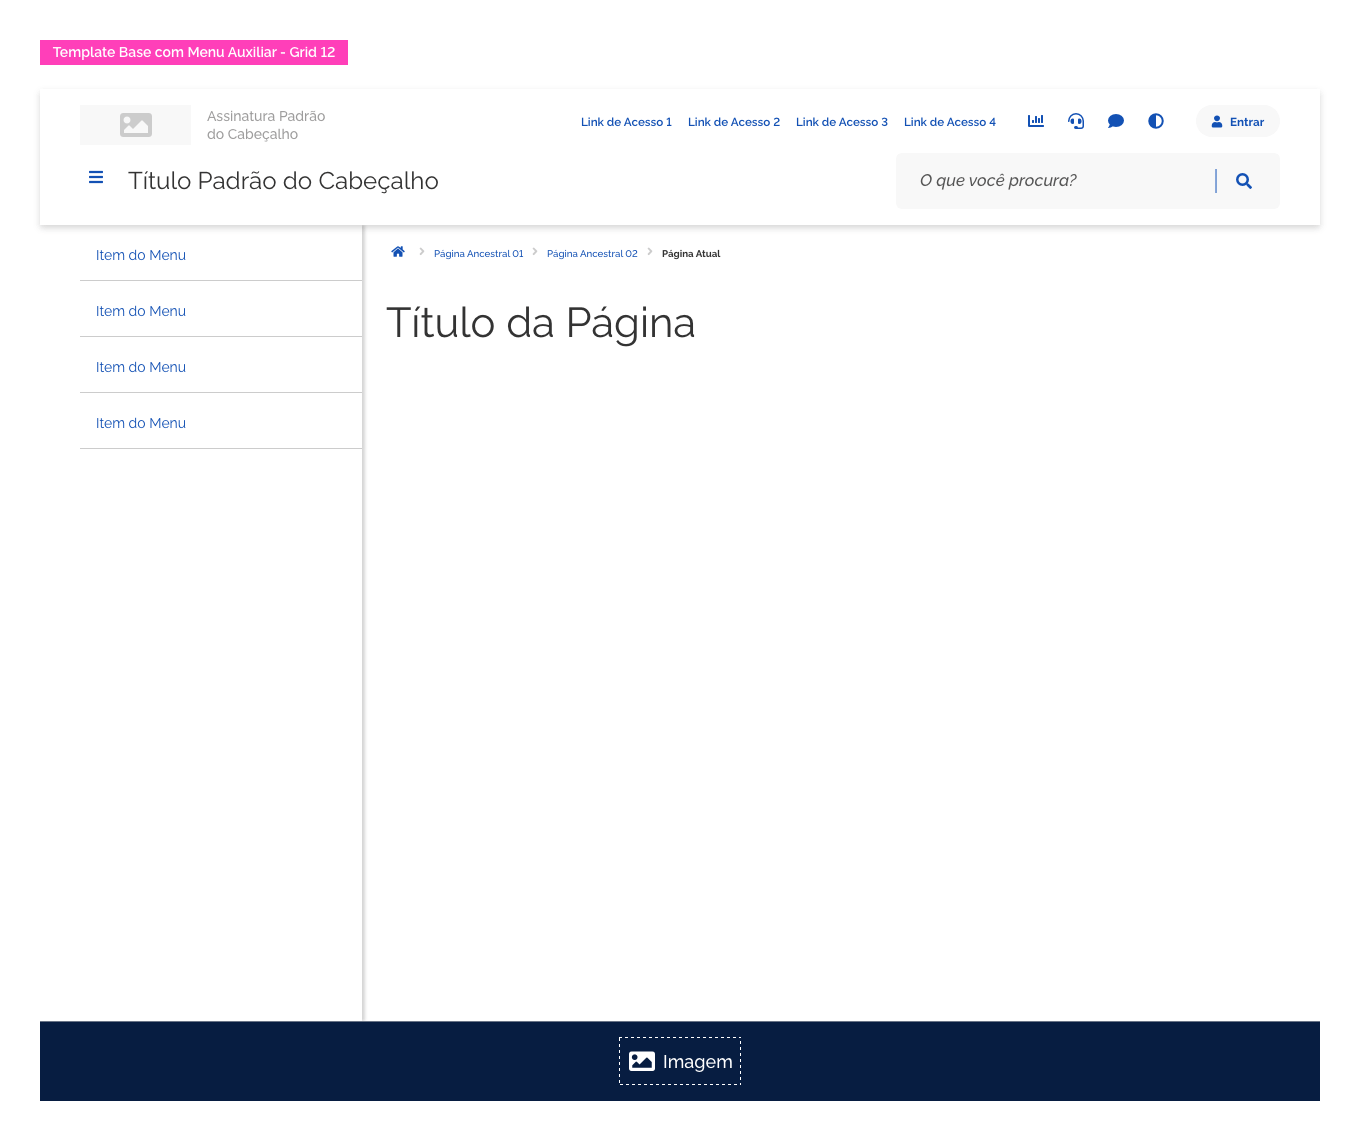 Template Base com Menu Auxiliar - Grid 12
Assinatura Padrão
do Cabeçalho
Link de Acesso 1 Link de Acesso 2 Link de Acesso 3 Link de Acesso 4
Entrar
Título Padrão do Cabeçalho
O que você procura?
Item do Menu
Item do Menu
Item do Menu
Item do Menu
Página Ancestral 01 Página Ancestral 02 Página Atual
Título da Página
Imagem